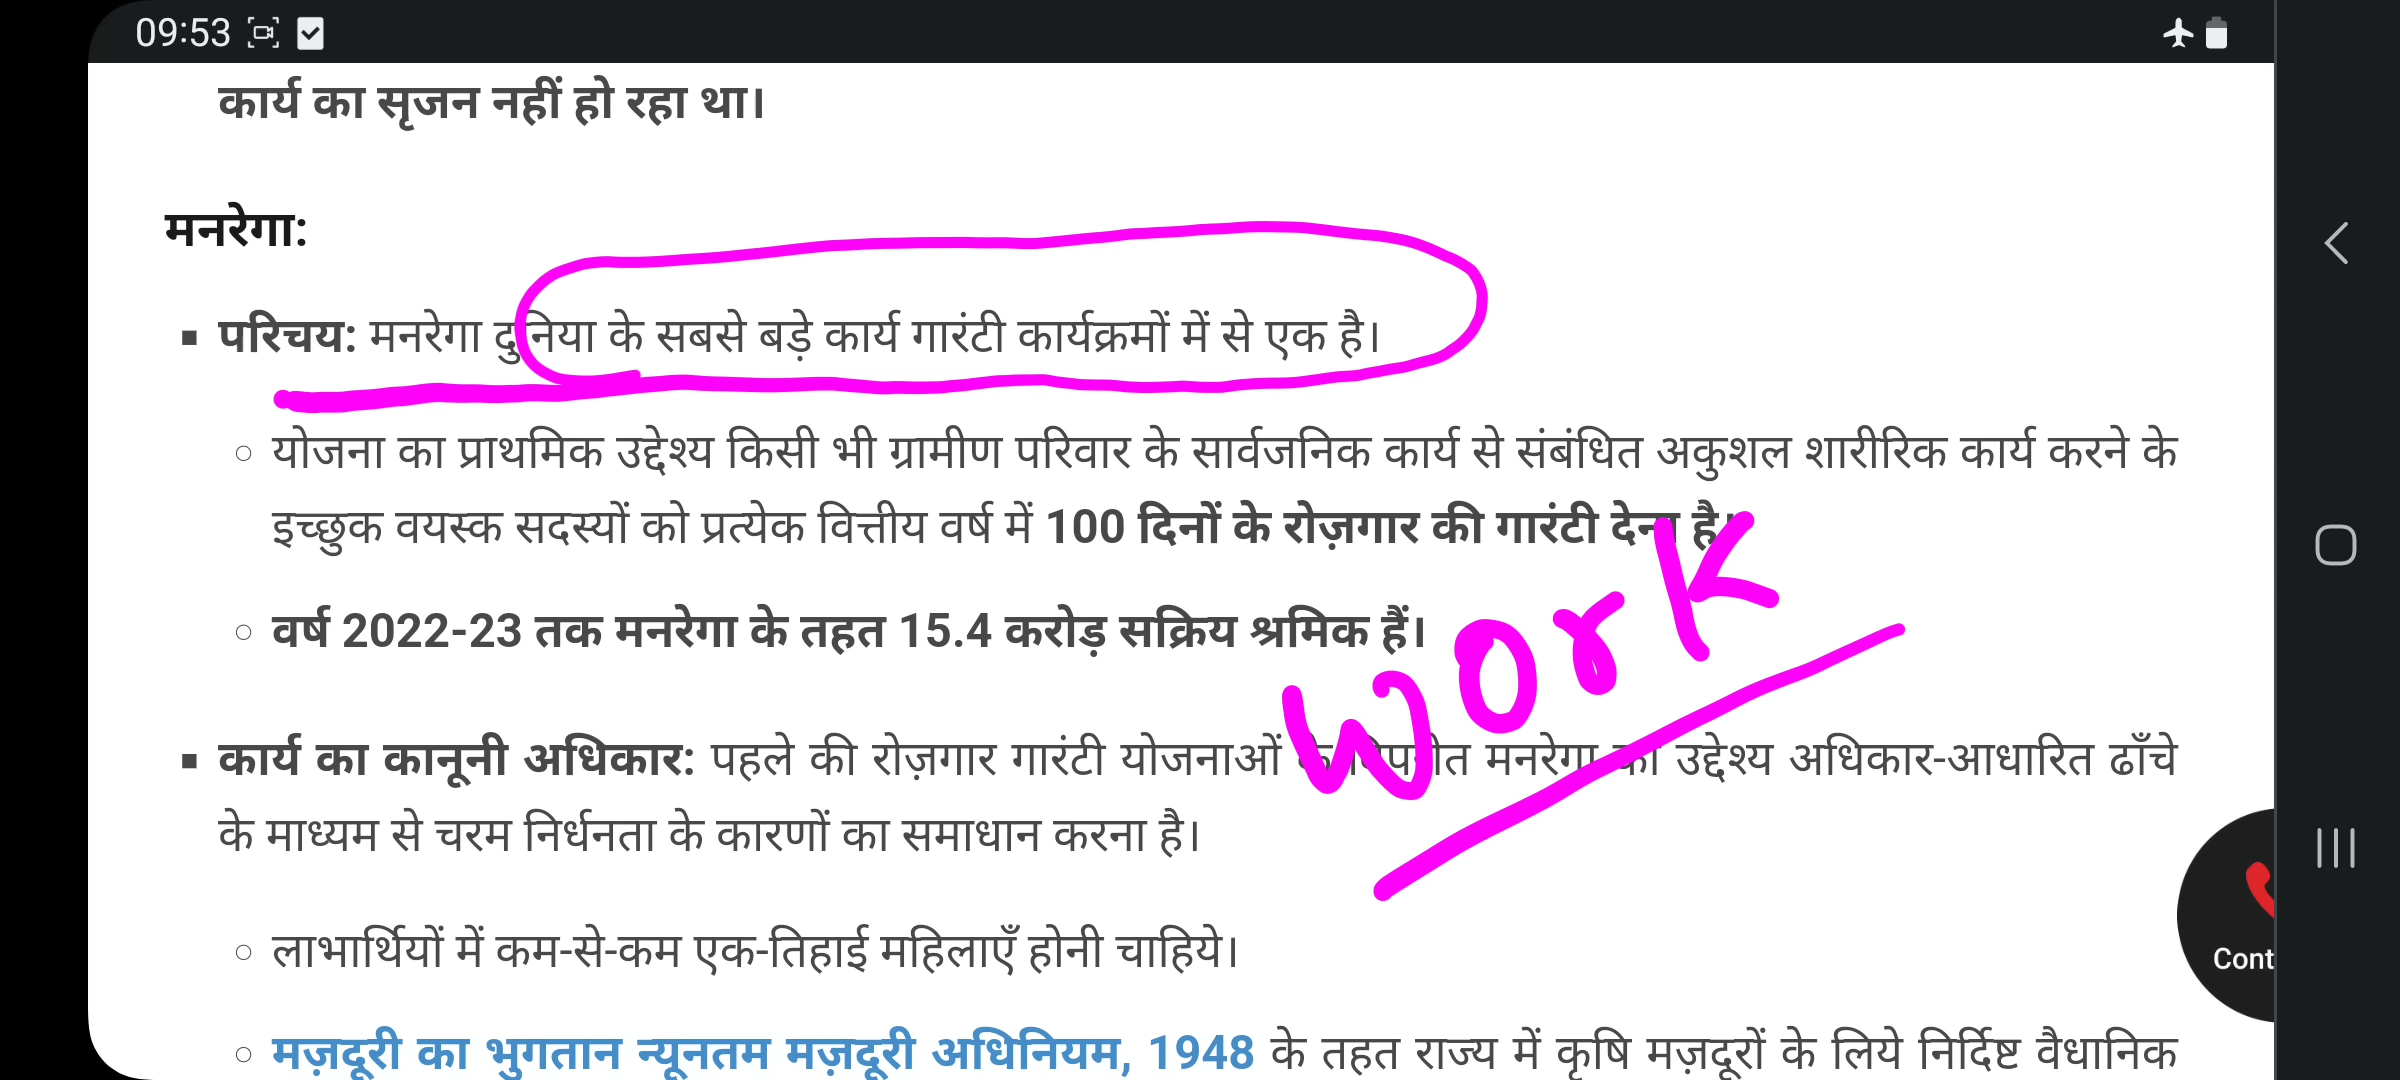 09:53
कार्य का सृजन नहीं हो रहा था।
मनरेगा:
▪ परिचय: मनरेगा दुनिया के सबसे बड़े कार्य गारंटी कार्यक्रमों में से एक है।
○ योजना का प्राथमिक उद्देश्य किसी भी ग्रामीण परिवार के सार्वजनिक कार्य से संबंधित अकुशल शारीरिक कार्य करने के
इच्छुक वयस्क सदस्यों को प्रत्येक वित्तीय वर्ष में 100 दिनों के रोज़गार की गारंटी देना है।
○ वर्ष 2022-23 तक मनरेगा के तहत 15.4 करोड़ सक्रिय श्रमिक हैं।
work
▪ कार्य का कानूनी अधिकार: पहले की रोज़गार गारंटी योजनाओं के विपरीत मनरेगा का उद्देश्य अधिकार-आधारित ढाँचे
के माध्यम से चरम निर्धनता के कारणों का समाधान करना है।
○ लाभार्थियों में कम-से-कम एक-तिहाई महिलाएँ होनी चाहिये।
Cont
○ मज़दूरी का भुगतान न्यूनतम मज़दूरी अधिनियम, 1948 के तहत राज्य में कृषि मज़दूरों के लिये निर्दिष्ट वैधानिक